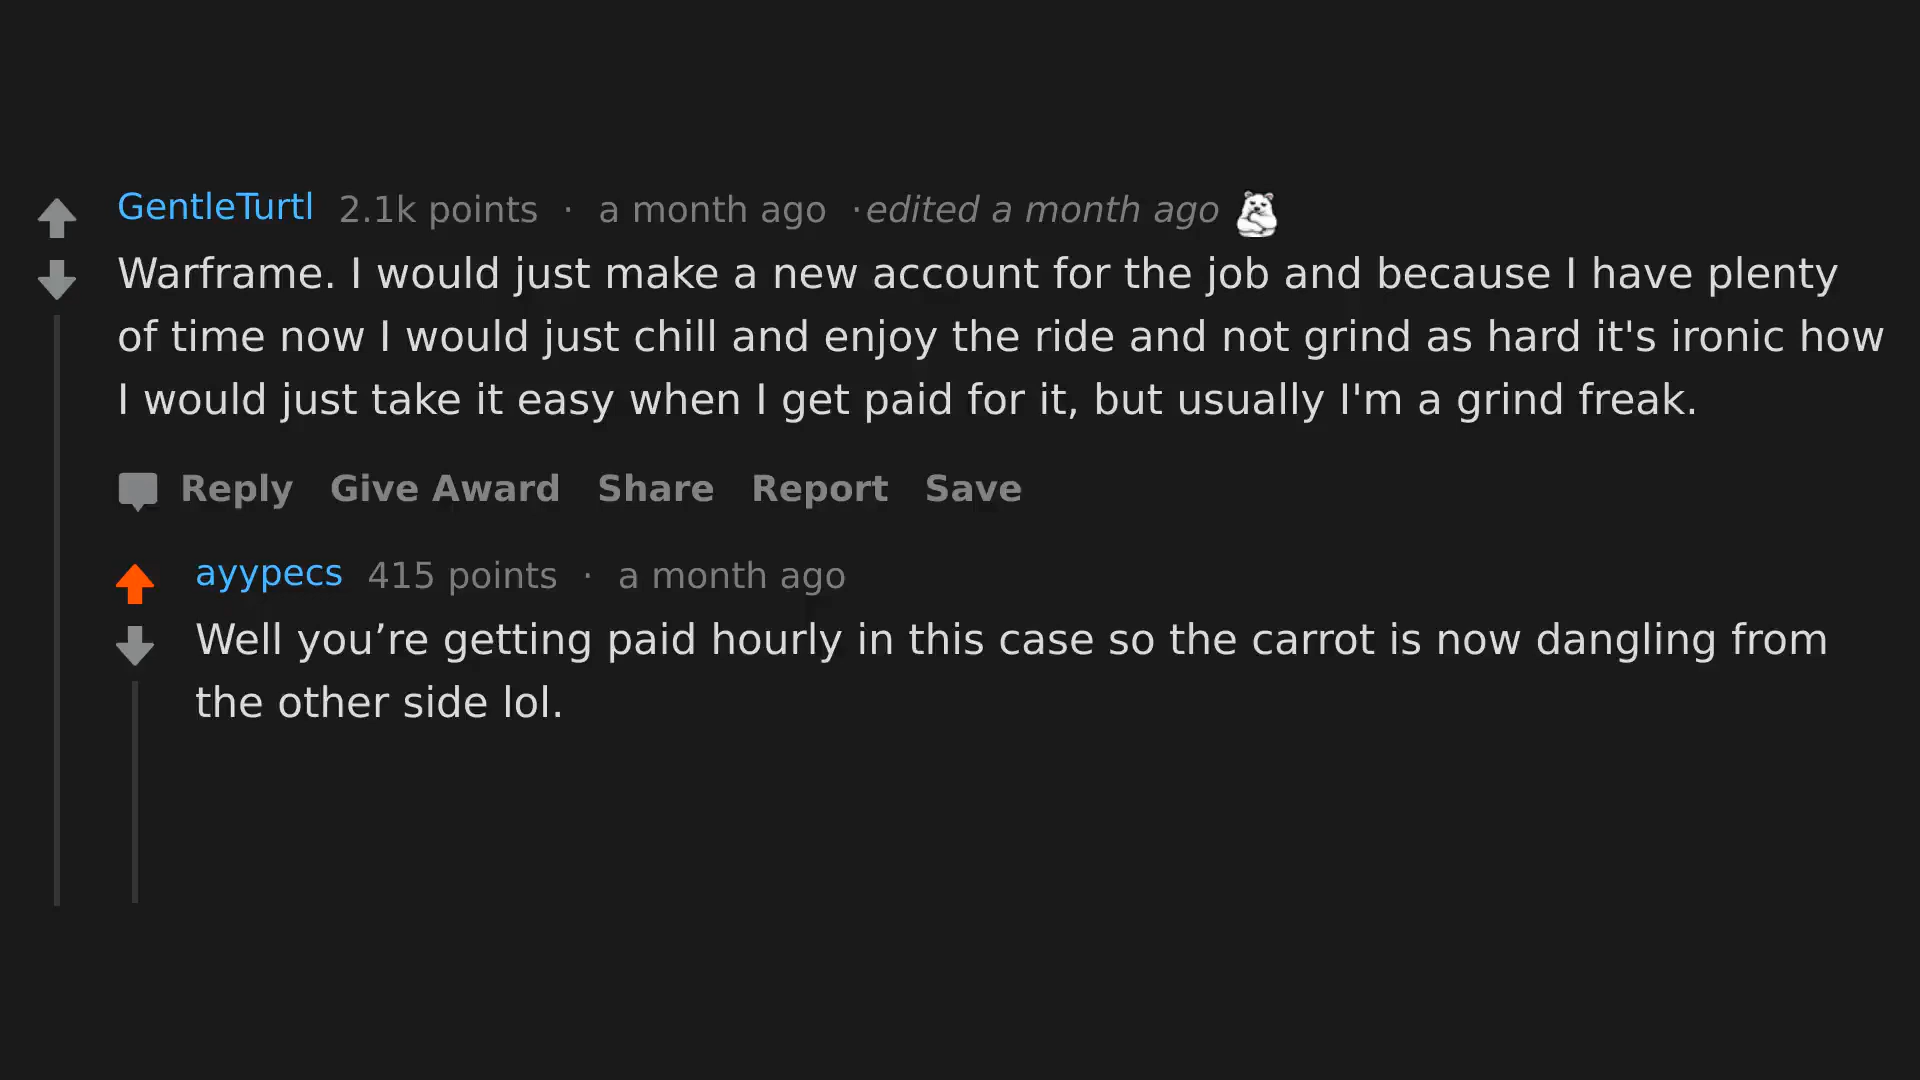 GentleTurtl 2.1k points · a month ago ·edited a month ago
Warframe. I would just make a new account for the job and because I have plenty
of time now I would just chill and enjoy the ride and not grind as hard it's ironic how
I would just take it easy when I get paid for it, but usually I'm a grind freak.
Reply Give Award Share Report Save
ayypecs 415 points · a month ago
Well you’re getting paid hourly in this case so the carrot is now dangling from
the other side lol.